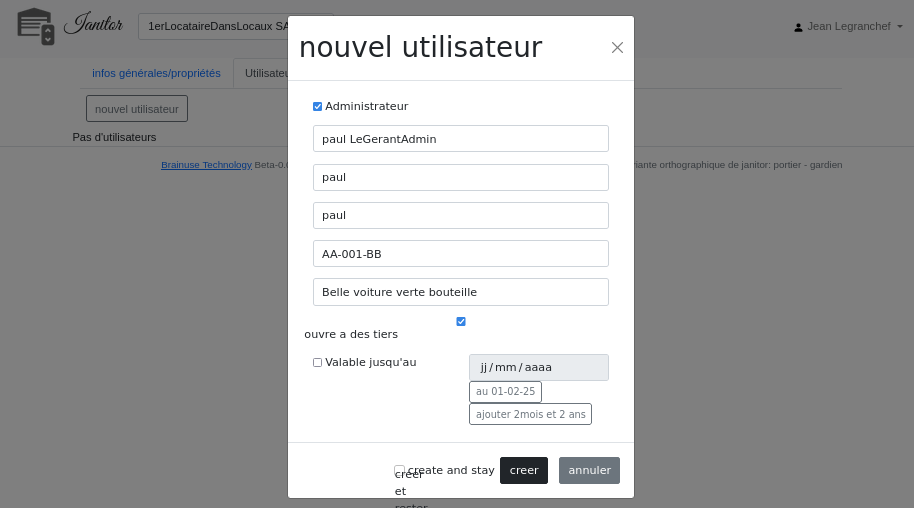 Janitor
1erLocataireDansLocaux SA
Jean Legranchef
infos générales/propriétés
Utilisateu
nouvel utilisateur
Pas d'utilisateurs
Brainuse Technology Beta-0.
riante orthographique de janitor: portier - gardien
nouvel utilisateur
Administrateur
paul LeGerantAdmin
paul
paul
AA-001-BB
Belle voiture verte bouteille
ouvre a des tiers
Valable jusqu'au
jj/mm/aaaa
au 01-02-25
ajouter 2mois et 2 ans
create and stay
creer
annuler
créer
et
rester